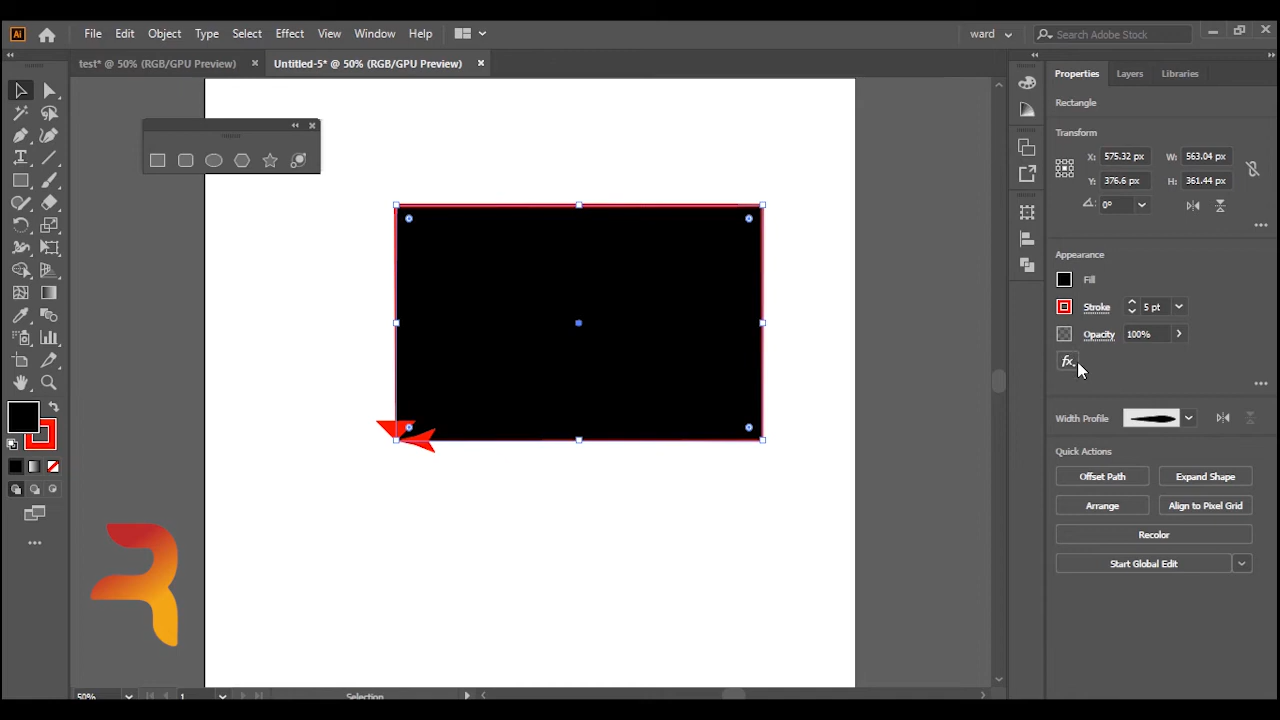 Ai File Edit Object Type Select Effect View Window Help ward Search Adobe Stock
test* @ 50% (RGB/GPU Preview) Untitled-5* @ 50% (RGB/GPU Preview)
Properties Layers Libraries
Rectangle
Transform
X: 575.32 px W: 563.04 px
Y: 376.6 px H: 361.44 px
0°
Appearance
Fill
Stroke 5 pt
Opacity 100%
fx.
Width Profile
Quick Actions
Offset Path Expand Shape
Arrange Align to Pixel Grid
Recolor
Start Global Edit
50% 1 Selection